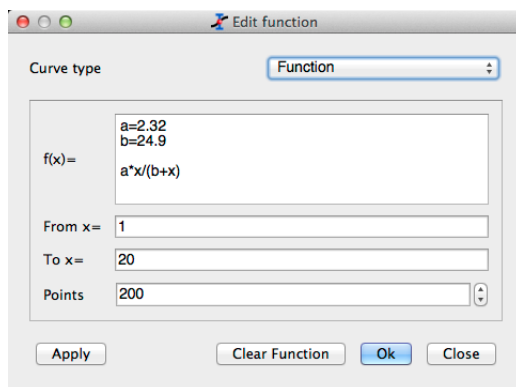 Edit function
Curve type Function
f(x)=
a=2.32
b=24.9
a*x/(b+x)
From x= 1
To x= 20
Points 200
Apply Clear Function Ok Close